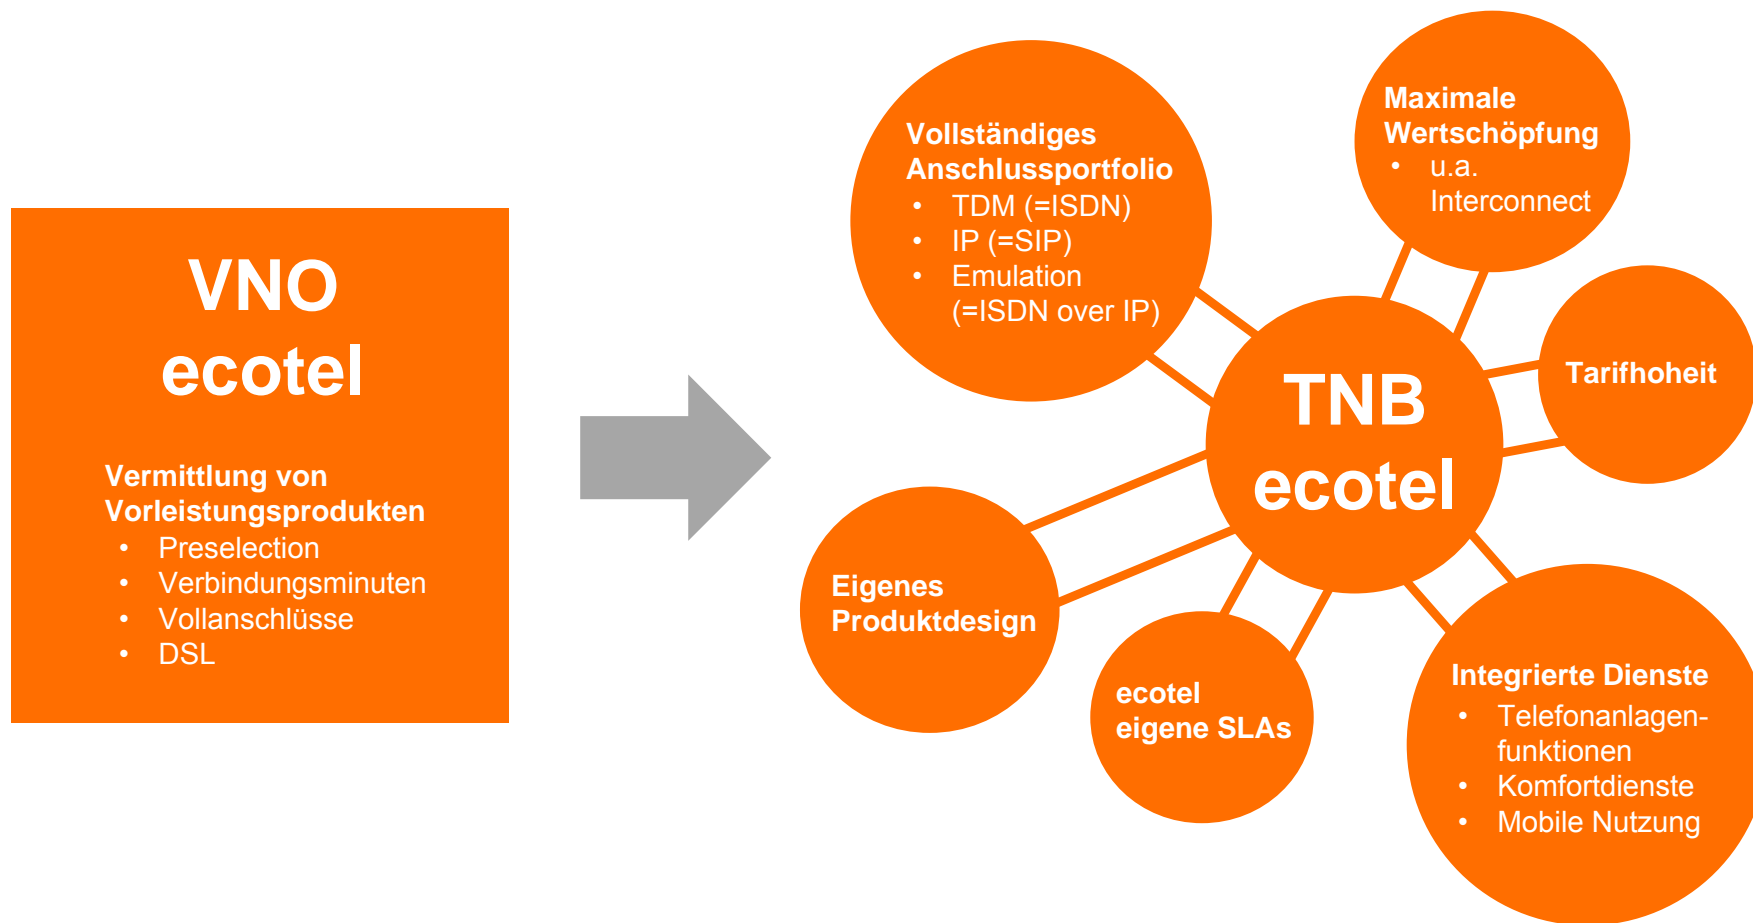 VNO
ecotel
Vermittlung von
Vorleistungsprodukten
• Preselection
• Verbindungsminuten
• Vollanschlüsse
• DSL
Vollständiges
Anschlussportfolio
• TDM (=ISDN)
• IP (=SIP)
• Emulation
(=ISDN over IP)
Maximale
Wertschöpfung
• u.a.
Interconnect
Tarifhoheit
TNB
ecotel
Eigenes
Produktdesign
ecotel
eigene SLAs
Integrierte Dienste
• Telefonanlagen-
funktionen
• Komfortdienste
• Mobile Nutzung